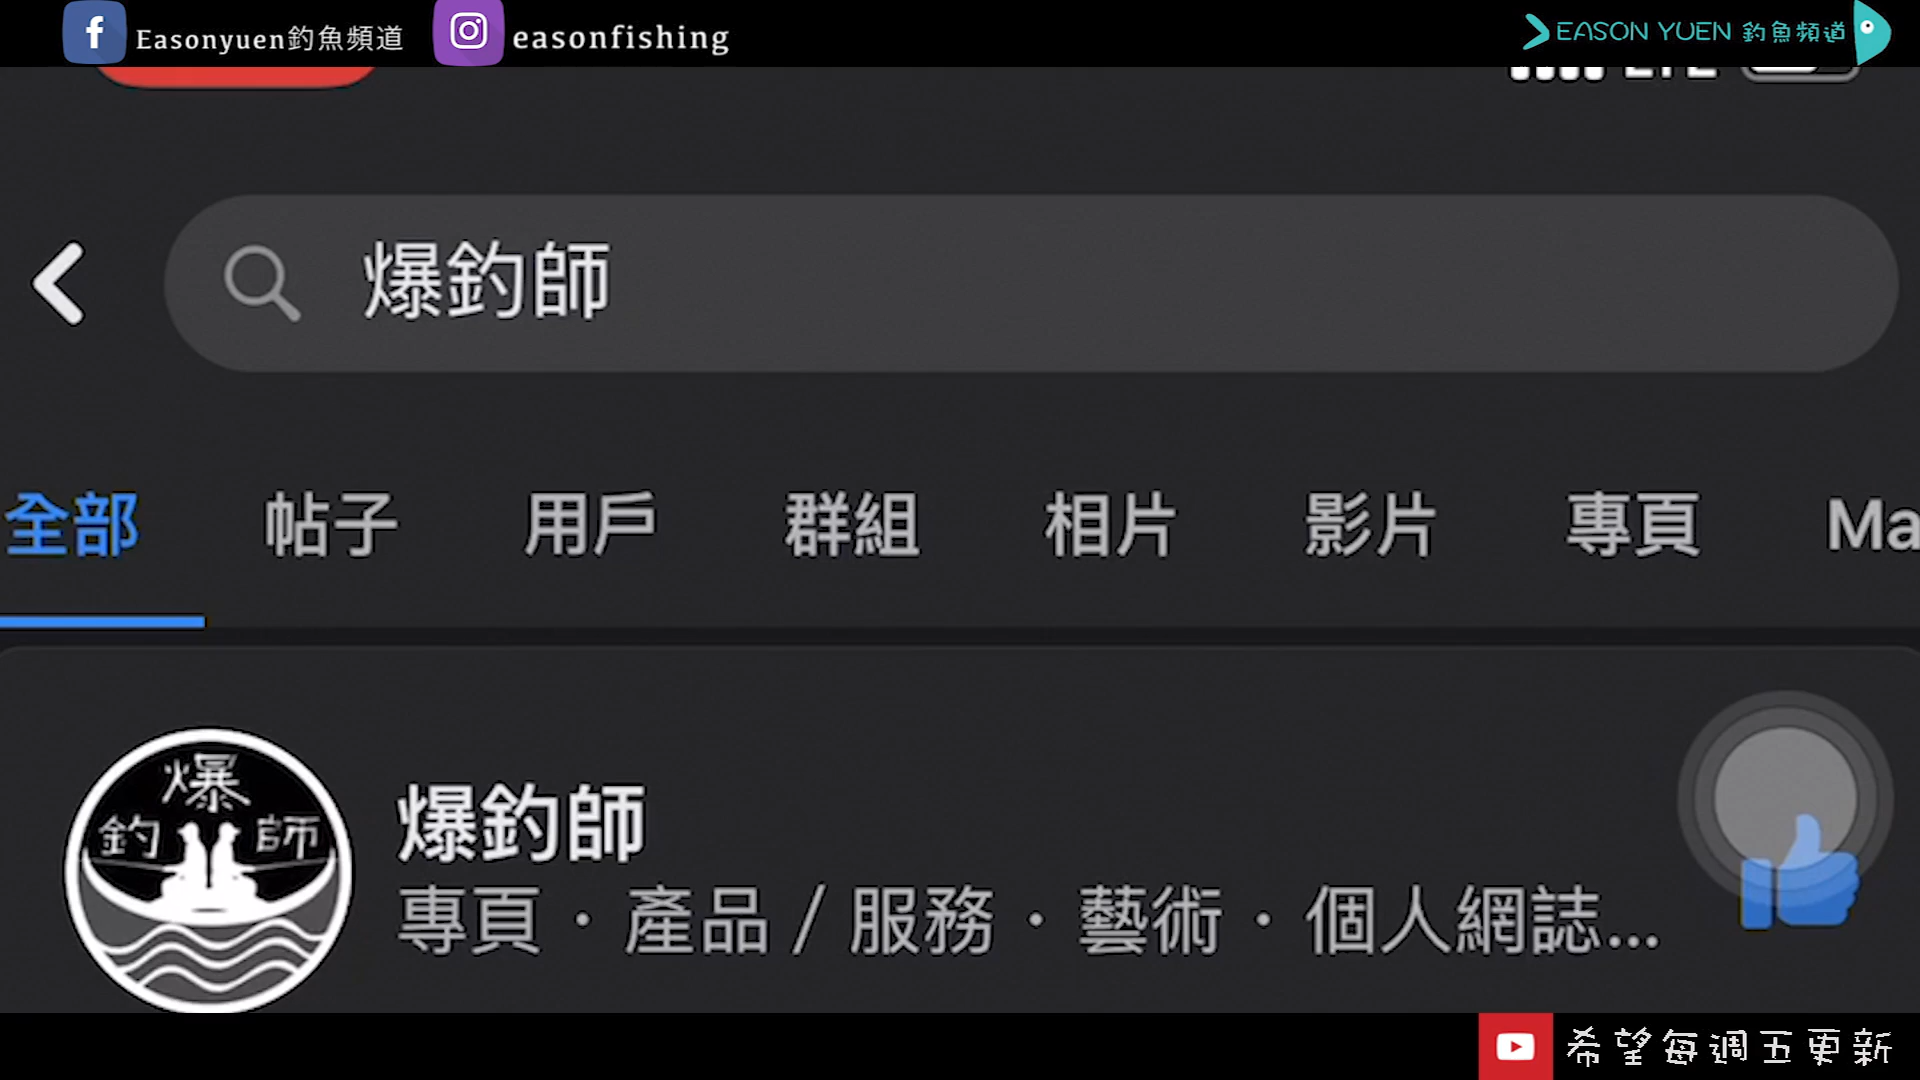 Easonyuen釣魚頻道 easonfishing EASON YUEN 釣魚頻道
爆釣師
全部 帖子 用戶 群組 相片 影片 專頁 Ma
爆
釣 師
爆釣師
專頁・產品 / 服務・藝術・個人網誌...
希望每週五更新